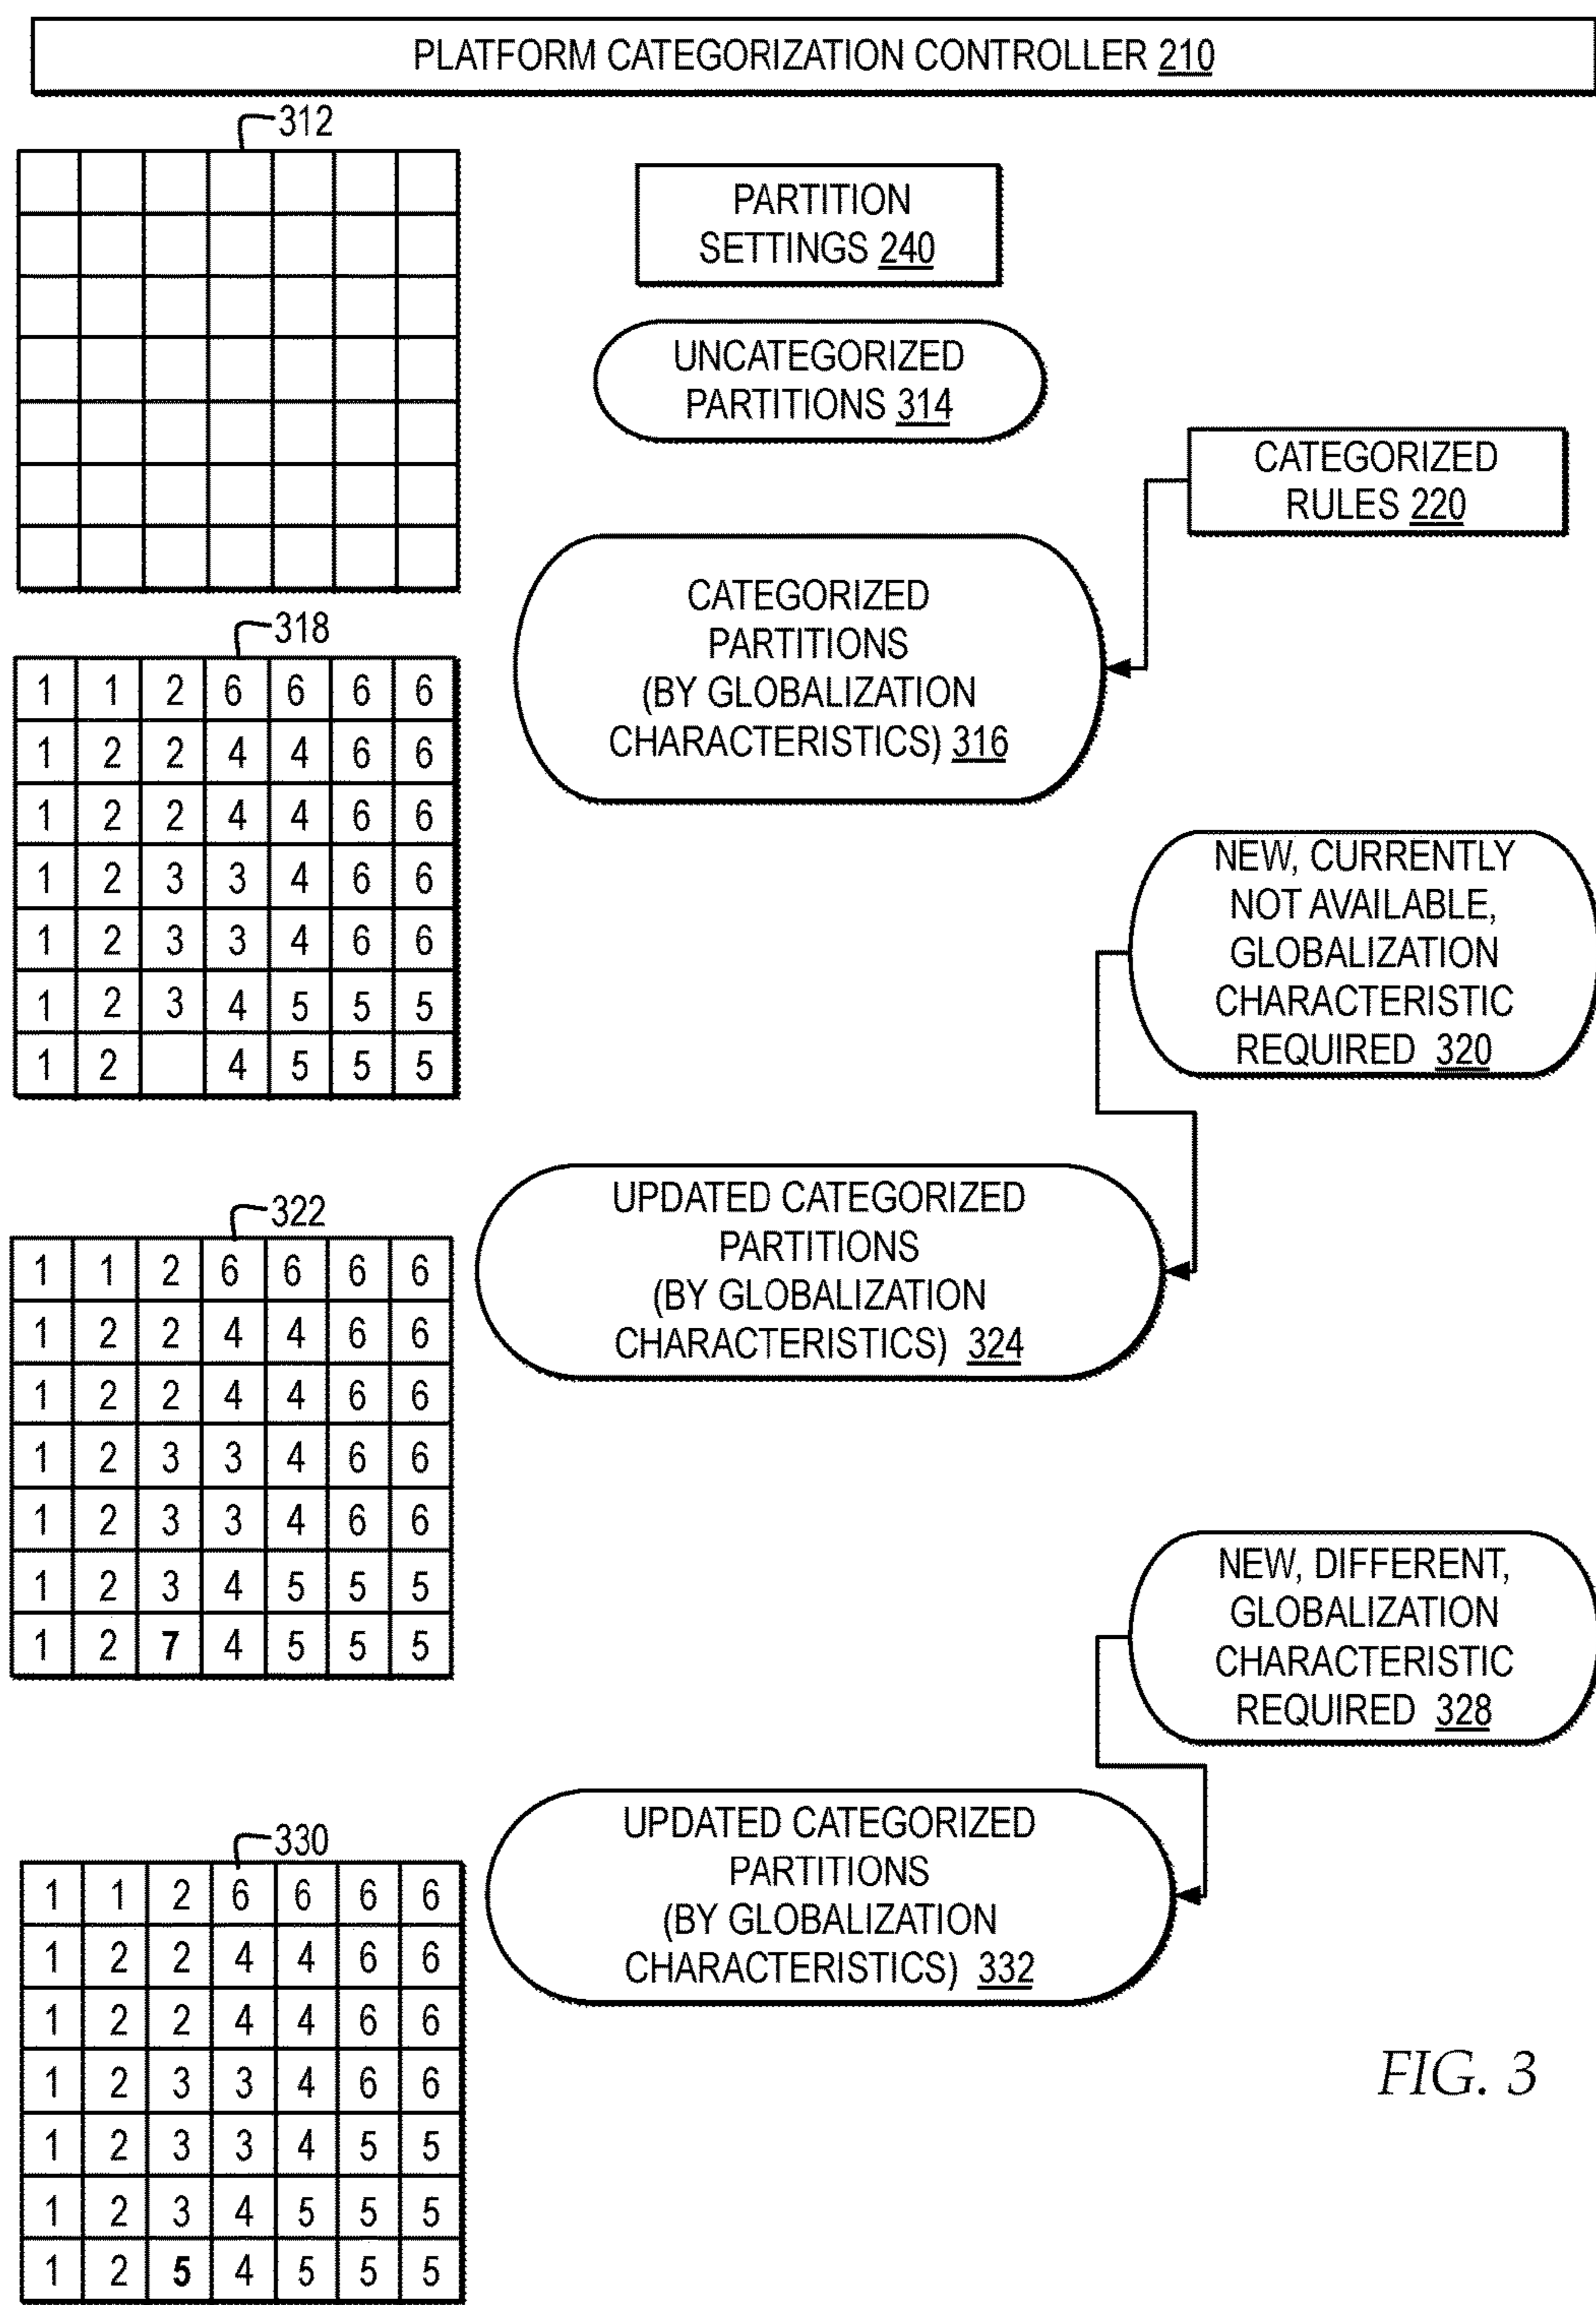 PLATFORM CATEGORIZATION CONTROLLER 210
312
PARTITION
SETTINGS 240
UNCATEGORIZED
PARTITIONS 314
CATEGORIZED
RULES 220
CATEGORIZED
PARTITIONS
(BY GLOBALIZATION
CHARACTERISTICS) 316
318
1 1 2 6 6 6 6
1 2 2 4 4 6 6
1 2 2 4 4 6 6
1 2 3 3 4 6 6
1 2 3 3 4 6 6
1 2 3 4 5 5 5
1 2 4 5 5 5
NEW, CURRENTLY
NOT AVAILABLE,
GLOBALIZATION
CHARACTERISTIC
REQUIRED 320
322
1 1 2 6 6 6 6
1 2 2 4 4 6 6
1 2 2 4 4 6 6
1 2 3 3 4 6 6
1 2 3 3 4 6 6
1 2 3 4 5 5 5
1 2 7 4 5 5 5
UPDATED CATEGORIZED
PARTITIONS
(BY GLOBALIZATION
CHARACTERISTICS) 324
NEW, DIFFERENT,
GLOBALIZATION
CHARACTERISTIC
REQUIRED 328
330
1 1 2 6 6 6 6
1 2 2 4 4 6 6
1 2 2 4 4 6 6
1 2 3 3 4 6 6
1 2 3 3 4 5 5
1 2 3 4 5 5 5
1 2 5 4 5 5 5
UPDATED CATEGORIZED
PARTITIONS
(BY GLOBALIZATION
CHARACTERISTICS) 332
FIG. 3